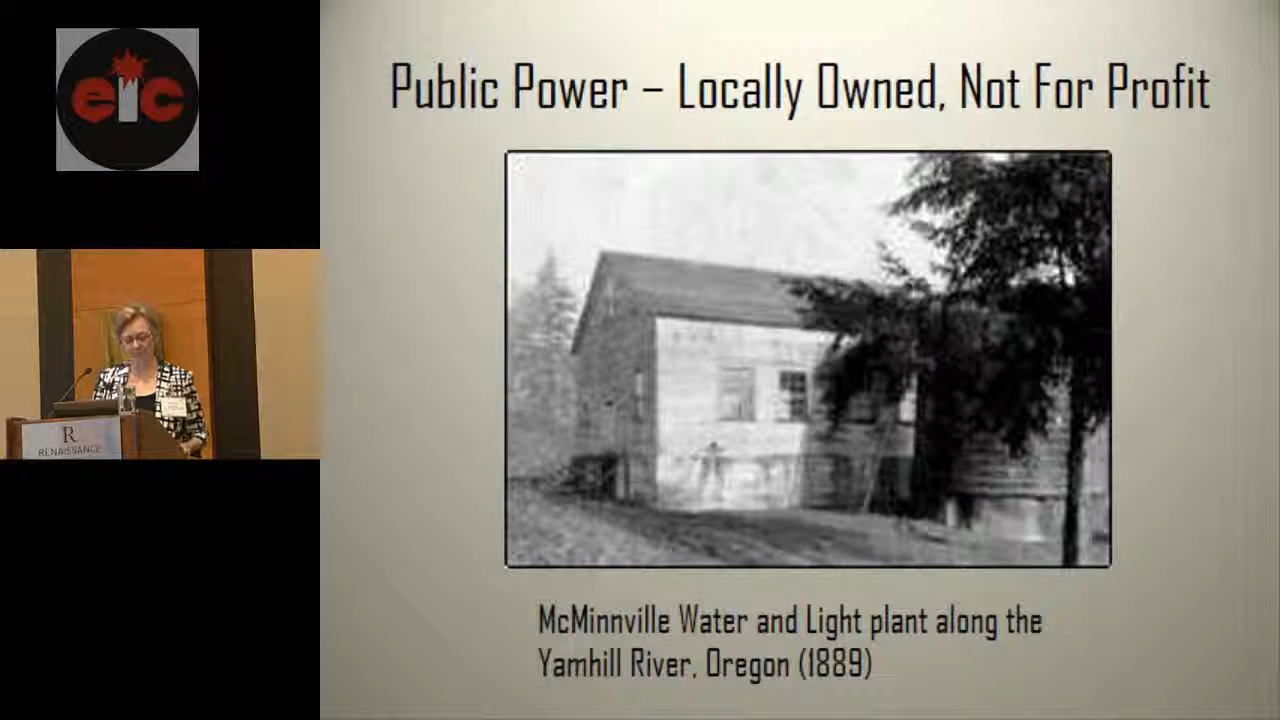 eic
Public Power – Locally Owned, Not For Profit
R
RENAISSANCE
McMinnville Water and Light plant along the
Yamhill River, Oregon (1889)